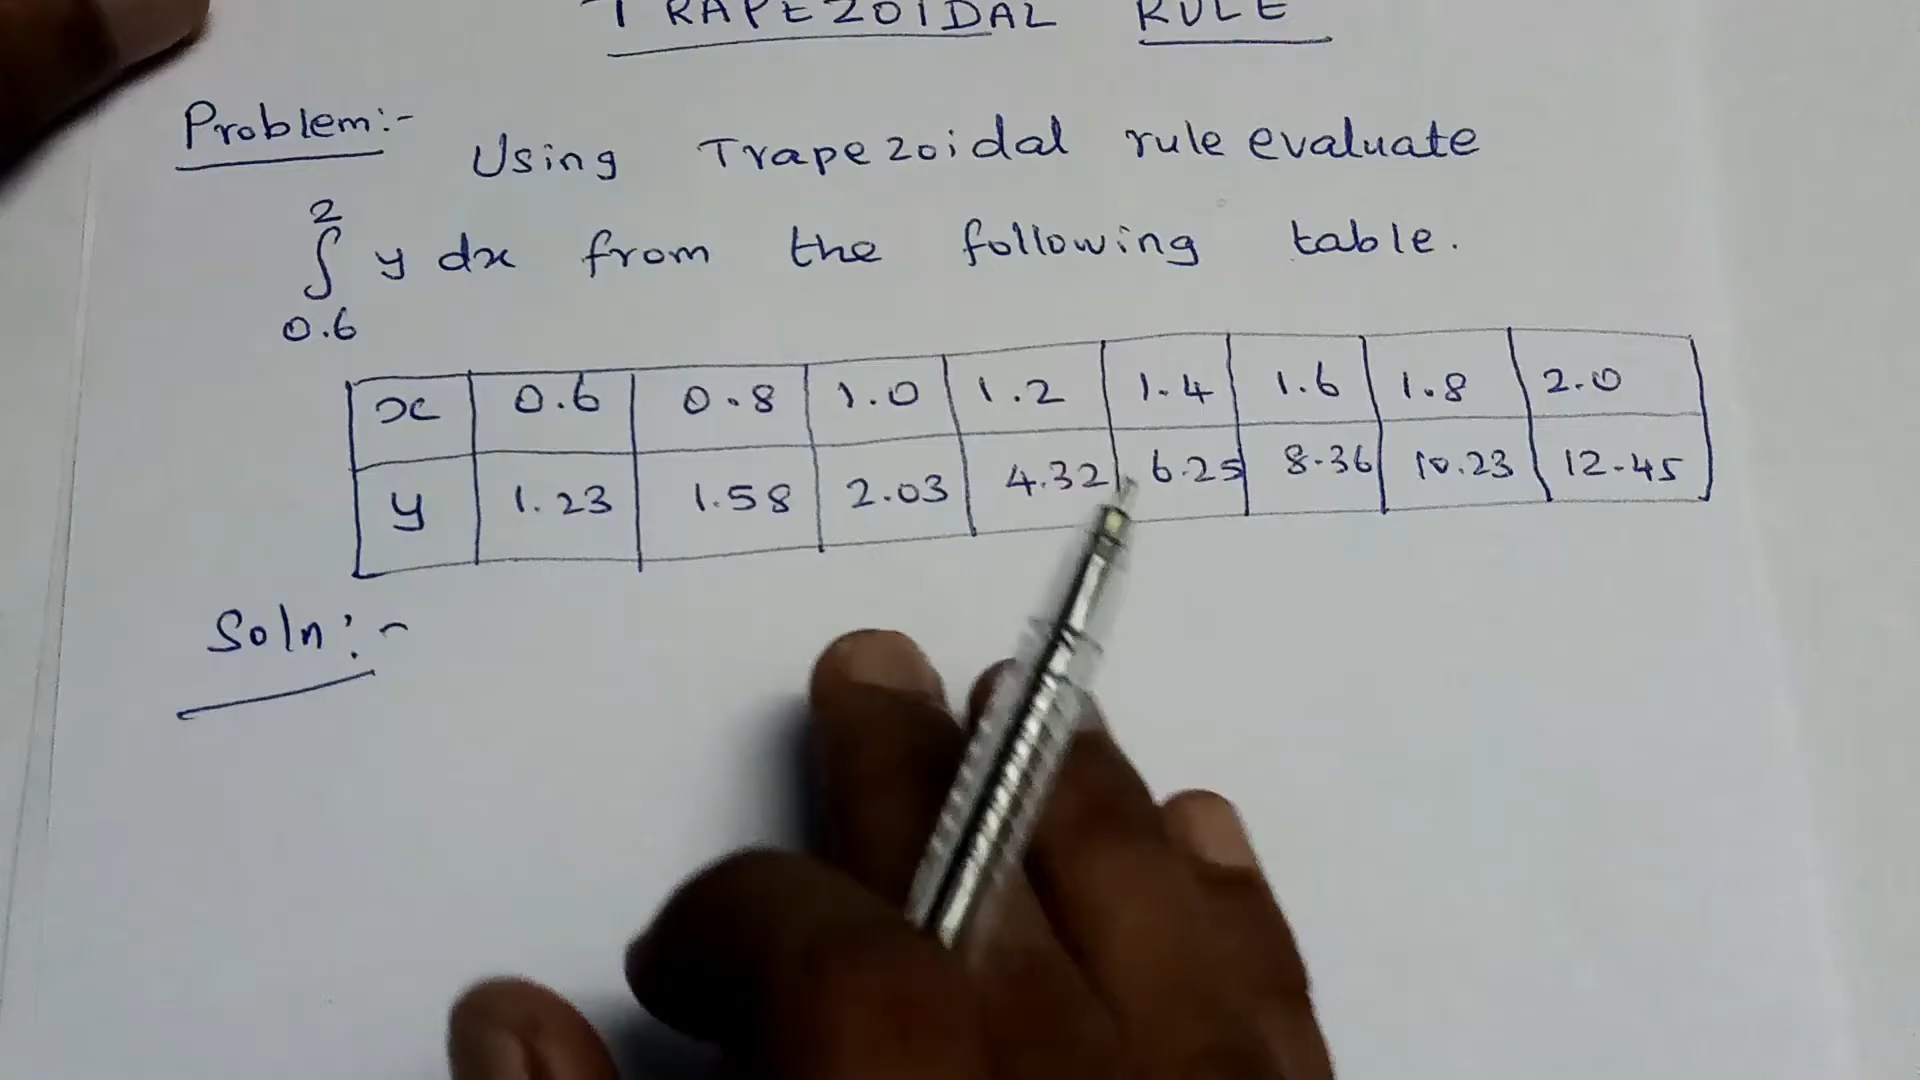 TRAPEZOIDAL RULE
Problem:- Using Trapezoidal rule evaluate
∫ 2 0.6 y dx from the following table.
x 0.6 0.8 1.0 1.2 1.4 1.6 1.8 2.0
y 1.23 1.58 2.03 4.32 6.25 8.36 10.23 12.45
Soln:-